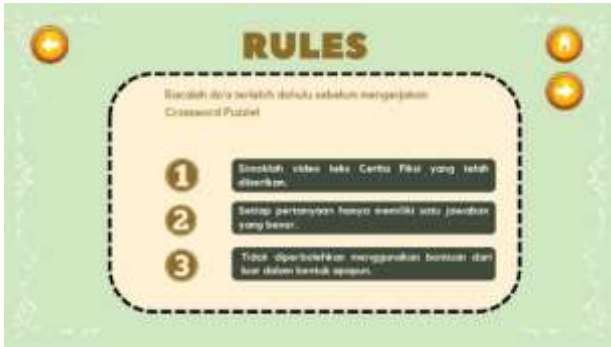 RULES
Bacalah do'a terlebih dahulu sebelum mengerjakan
Crossword Puzzle!
1
Simaklah video teks Cerita Fiksi yang telah
diberikan.
2
Setiap pertanyaan hanya memiliki satu jawaban
yang benar.
3
Tidak diperbolehkan menggunakan bantuan dari
luar dalam bentuk apapun.